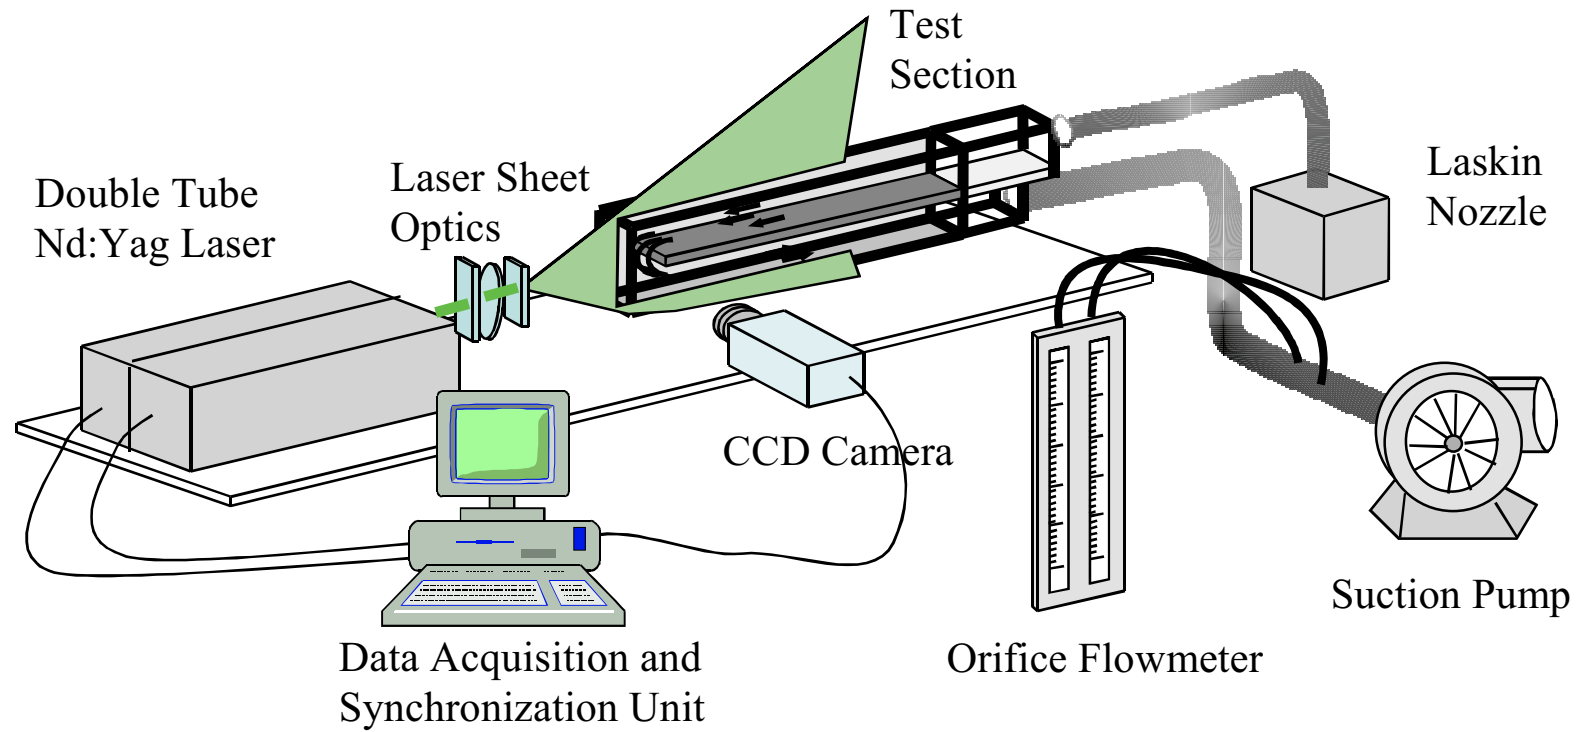 Test
Section
Laser Sheet
Optics
Double Tube
Nd:Yag Laser
Laskin
Nozzle
CCD Camera
Suction Pump
Data Acquisition and
Synchronization Unit
Orifice Flowmeter